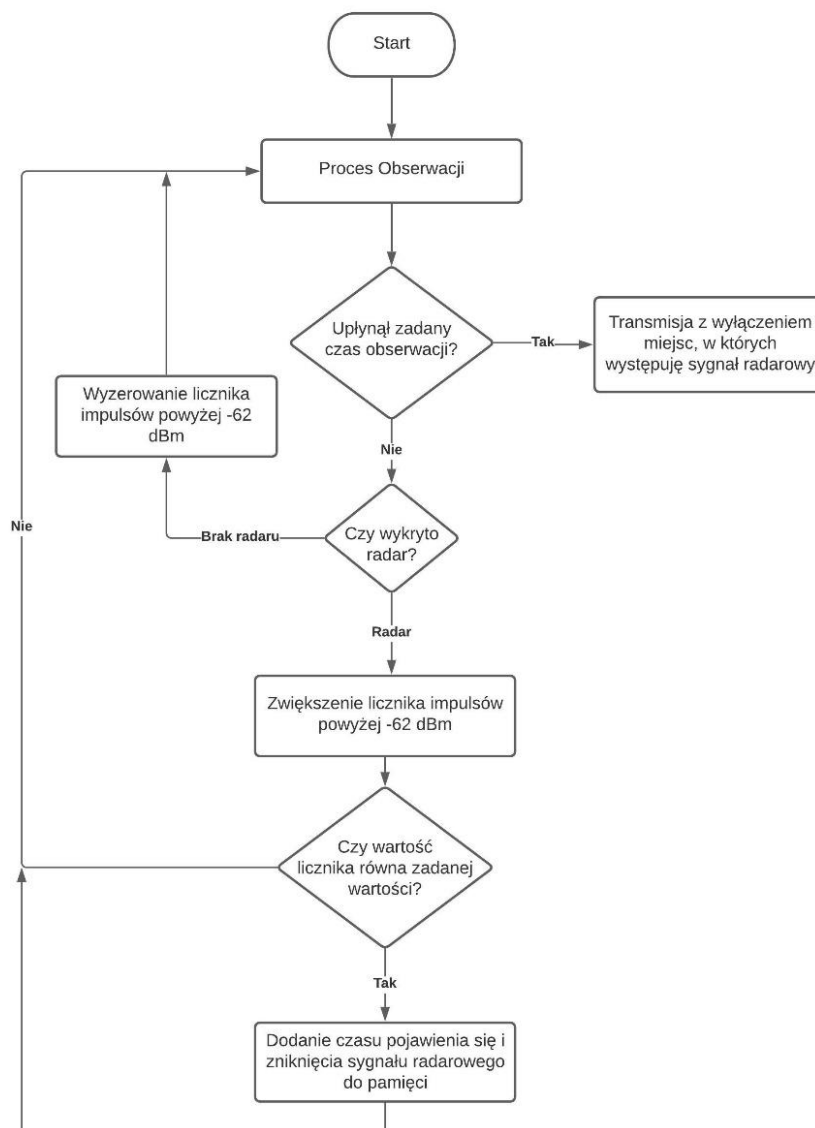 Start
Proces Obserwacji
Upłynął zadany
czas obserwacji?
Tak
Transmisja z wyłączeniem
miejsc, w których
występuję sygnał radarowy
Wyzerowanie licznika
impulsów powyżej -62
dBm
Nie
Nie
Brak radaru
Czy wykryto
radar?
Radar
Zwiększenie licznika impulsów
powyżej -62 dBm
Czy wartość
licznika równa zadanej
wartości?
Tak
Dodanie czasu pojawienia się i
zniknięcia sygnału radarowego
do pamięci